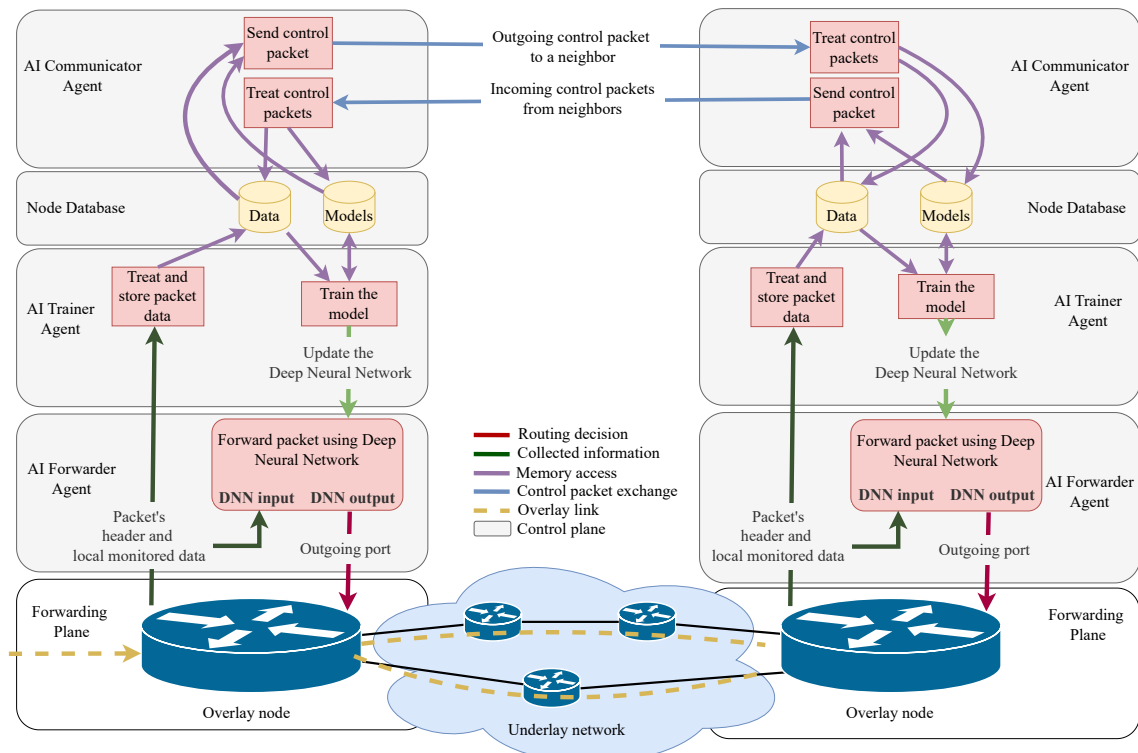 AI Communicator
Agent
Send control
packet
Treat control
packets
Outgoing control packet
to a neighbor
Incoming control packets
from neighbors
Treat control
packets
Send control
packet
AI Communicator
Agent
Node Database
Data
Models
Data
Models
Node Database
AI Trainer
Agent
Treat and
store packet
data
Train the
model
Update the
Deep Neural Network
Treat and
store packet
data
Train the
model
Update the
Deep Neural Network
AI Trainer
Agent
AI Forwarder
Agent
Forward packet using Deep
Neural Network
DNN input
DNN output
Packet's
header and
local monitored data
Outgoing port
Routing decision
Collected information
Memory access
Control packet exchange
Overlay link
Control plane
Forward packet using Deep
Neural Network
DNN input
DNN output
Packet's
header and
local monitored data
Outgoing port
AI Forwarder
Agent
Forwarding
Plane
Overlay node
Underlay network
Overlay node
Forwarding
Plane